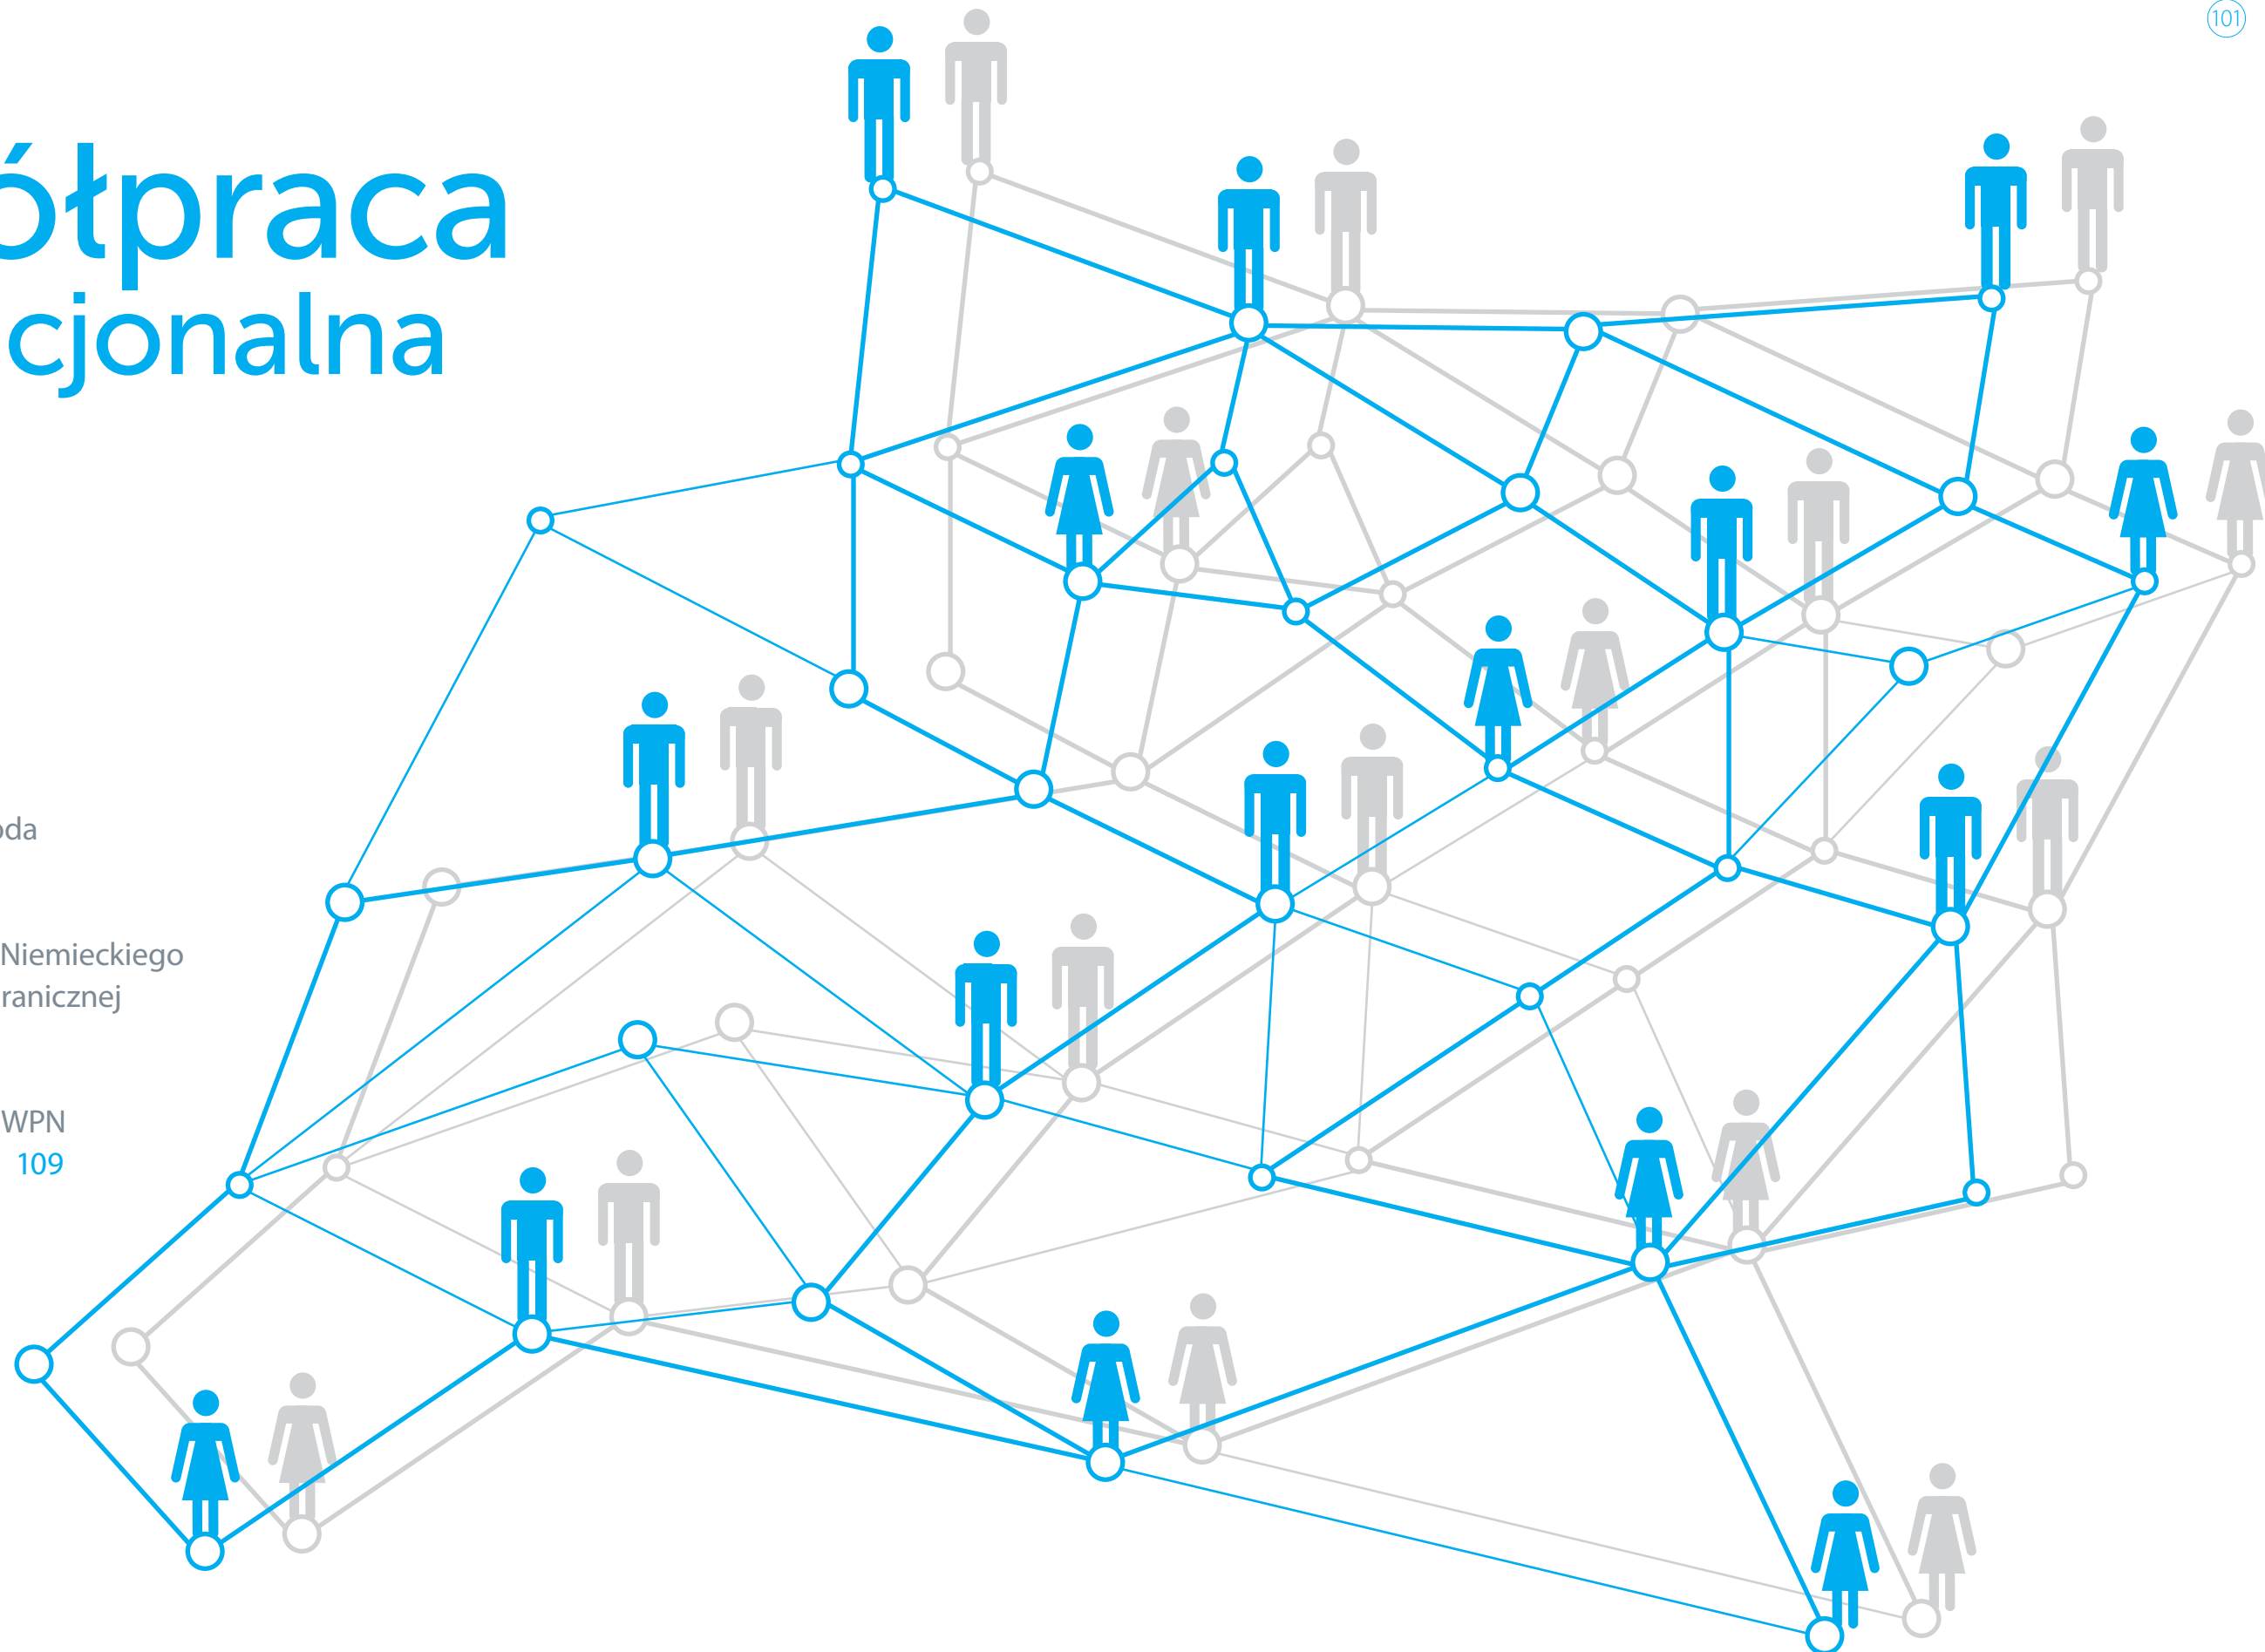 101
ółpraca
cjonalna
oda
Niemieckiego
ranicznej
WPN
109